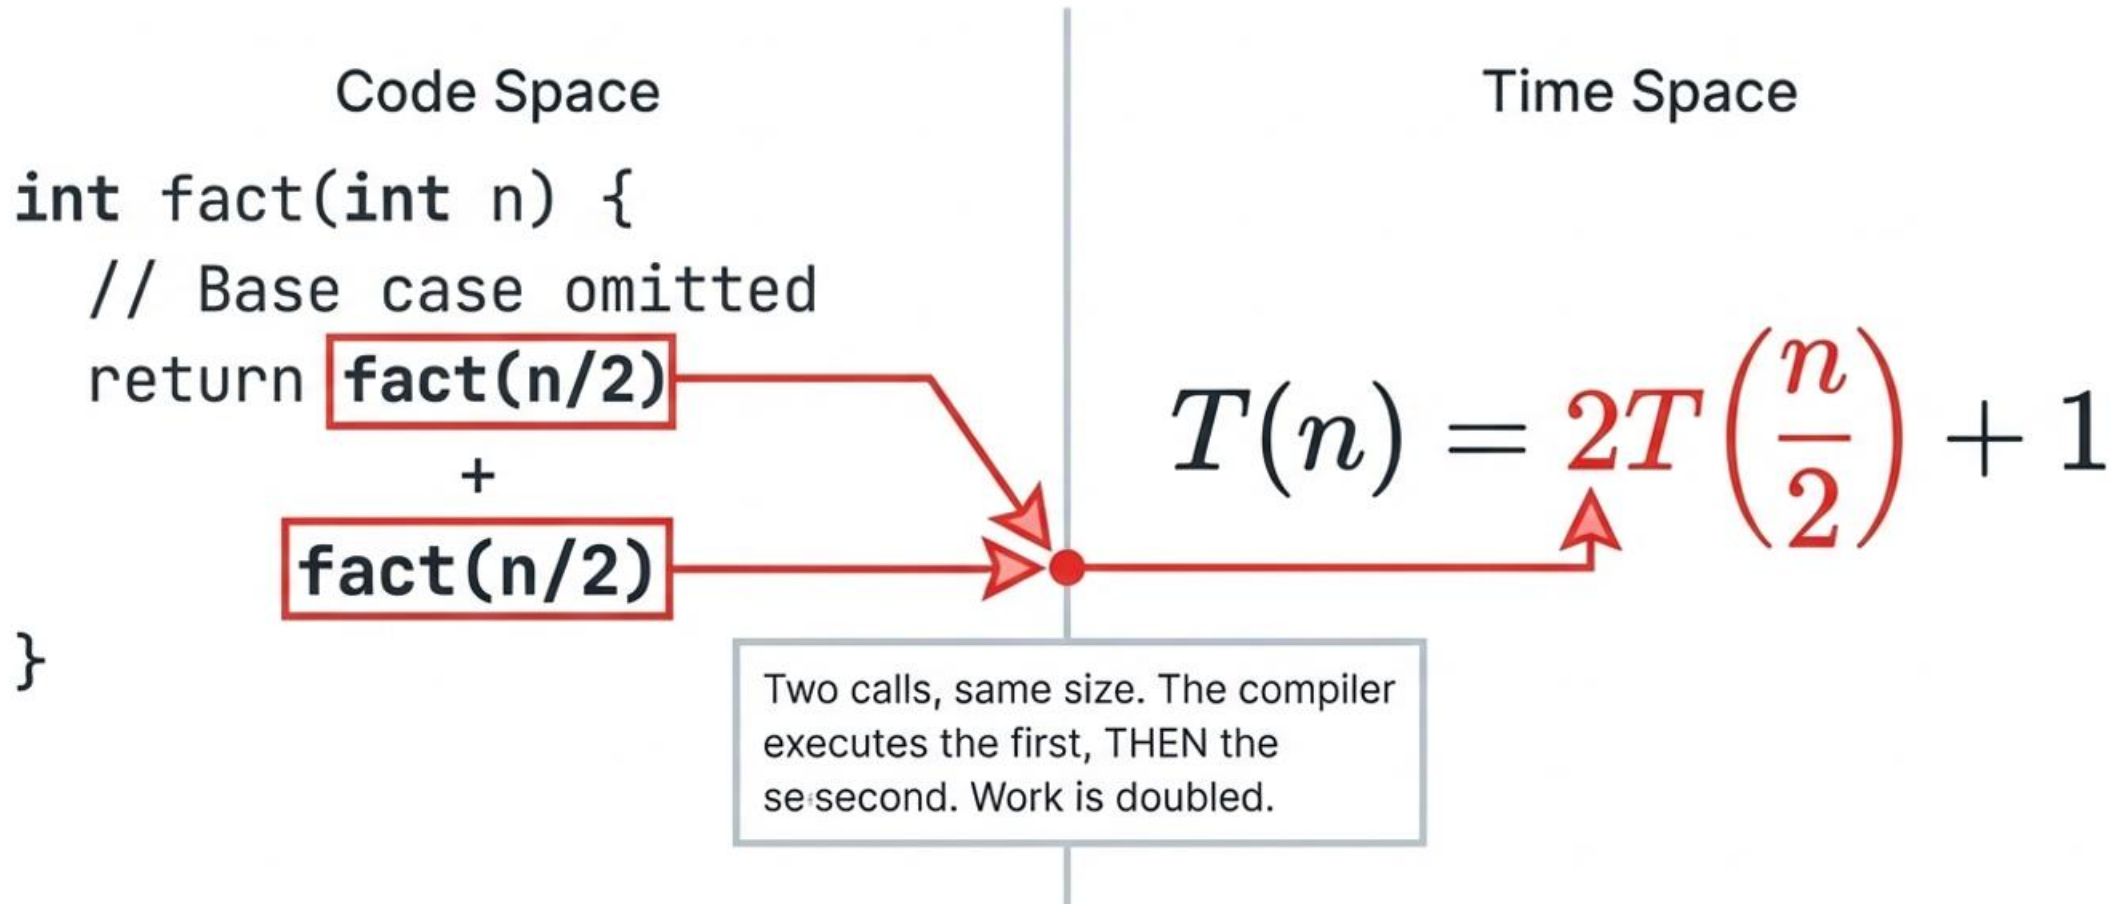 Code Space
int fact(int n) {
// Base case omitted
return fact(n/2)
+
fact(n/2)
}
Time Space
T(n) = 2T(n/2) + 1
Two calls, same size. The compiler
executes the first, THEN the
se second. Work is doubled.